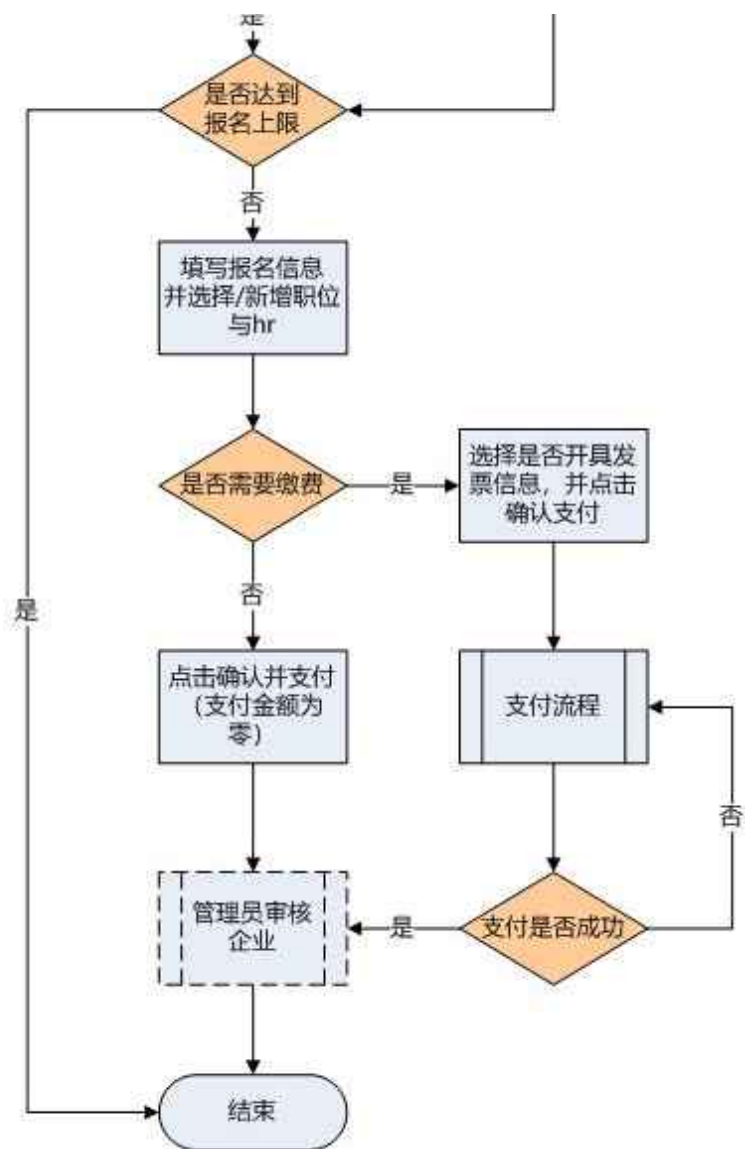 是
是否达到
报名上限
否
填写报名信息
并选择/新增职位
与hr
是否需要缴费
是
选择是否开具发
票信息，并点击
确认支付
是
否
点击确认并支付
（支付金额为
零）
支付流程
否
管理员审核
企业
是
支付是否成功
结束